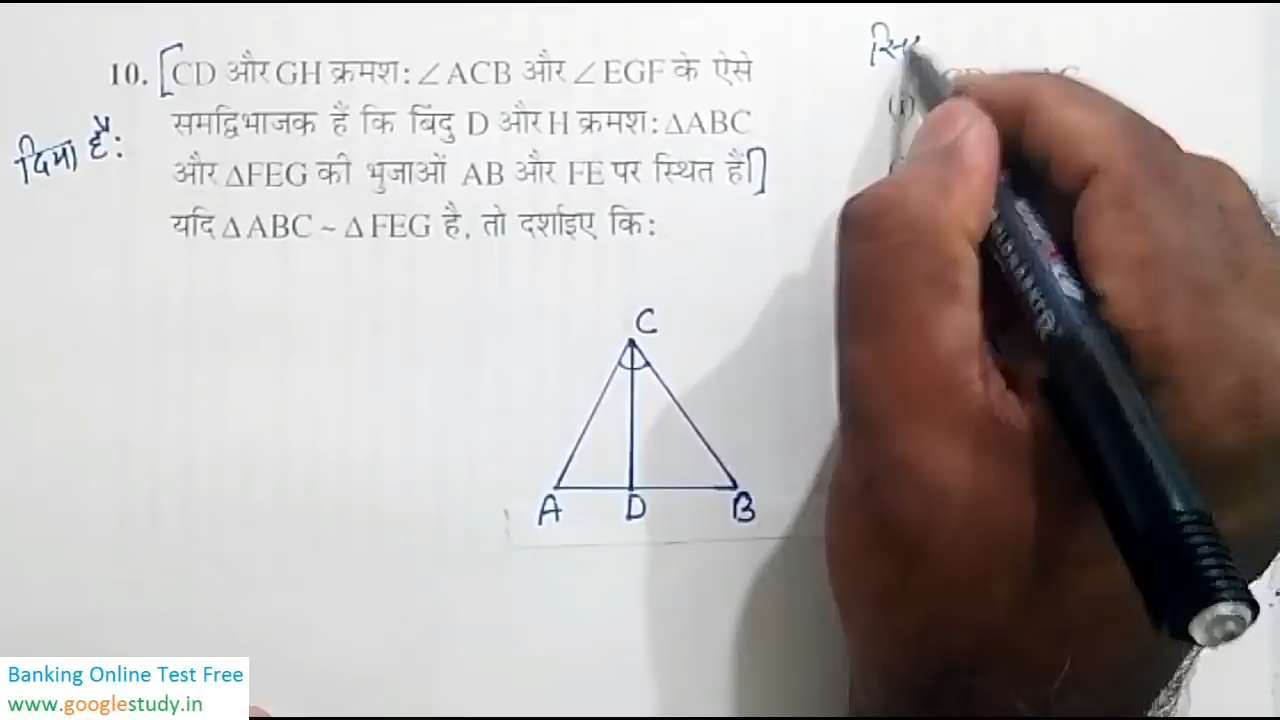 10. [CD और GH क्रमश: ∠ACB और ∠EGF के ऐसे
समद्विभाजक हैं कि बिंदु D और H क्रमश: ΔABC
और ΔFEG की भुजाओं AB और FE पर स्थित हैं।]
यदि ΔABC ~ ΔFEG है, तो दर्शाइए कि:
दिया है:
(i)
C
A D B
GLOMAX
Banking Online Test Free
www.googlestudy.in